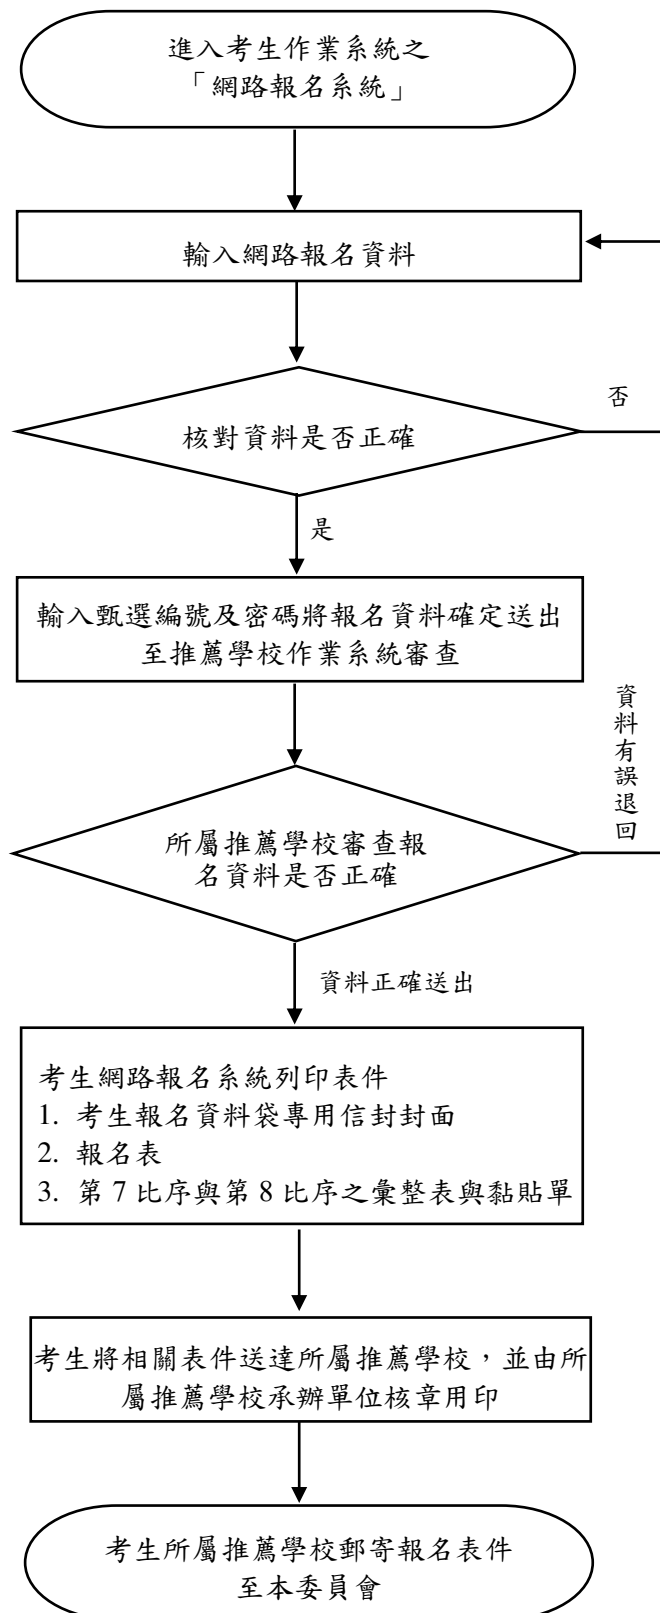 進入考生作業系統之
「網路報名系統」
輸入網路報名資料
否
核對資料是否正確
是
輸入甄選編號及密碼將報名資料確定送出
至推薦學校作業系統審查
資料有誤退回
所屬推薦學校審查報
名資料是否正確
資料正確送出
考生網路報名系統列印表件
1. 考生報名資料袋專用信封封面
2. 報名表
3. 第 7 比序與第 8 比序之彙整表與黏貼單
考生將相關表件送達所屬推薦學校，並由所
屬推薦學校承辦單位核章用印
考生所屬推薦學校郵寄報名表件
至本委員會